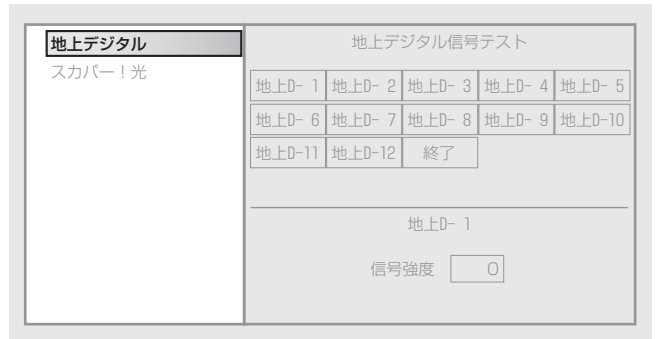 地上デジタル
スカパー！光
地上デジタル信号テスト
地上D- 1 地上D- 2 地上D- 3 地上D- 4 地上D- 5
地上D- 6 地上D- 7 地上D- 8 地上D- 9 地上D-10
地上D-11 地上D-12 終了
地上D- 1
信号強度 0